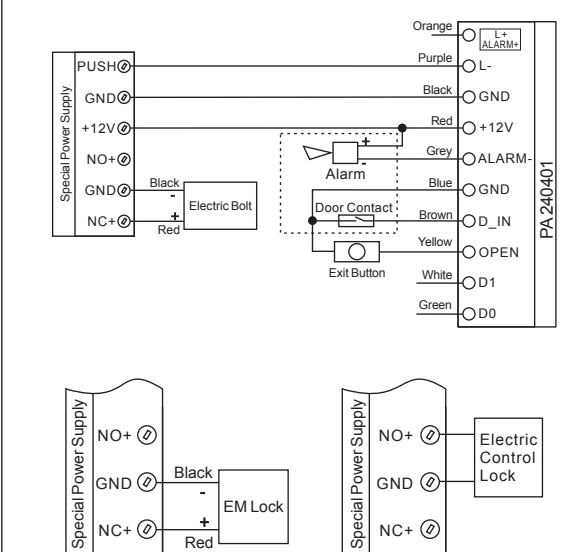 Orange
L+
ALARM+
Special Power Supply
PUSH
Purple
L-
GND
Black
GND
+12V
Red
+12V
NO+
+
-
Alarm
Grey
ALARM-
GND
Black
-
Electric Bolt
Blue
GND
NC+
+
Red
Door Contact
Brown
D_IN
Yellow
OPEN
Exit Button
White
D1
Green
D0
PA240401
Special Power Supply
NO+
GND
Black
-
EM Lock
NC+
+
Red
Special Power Supply
NO+
GND
NC+
Electric
Control
Lock